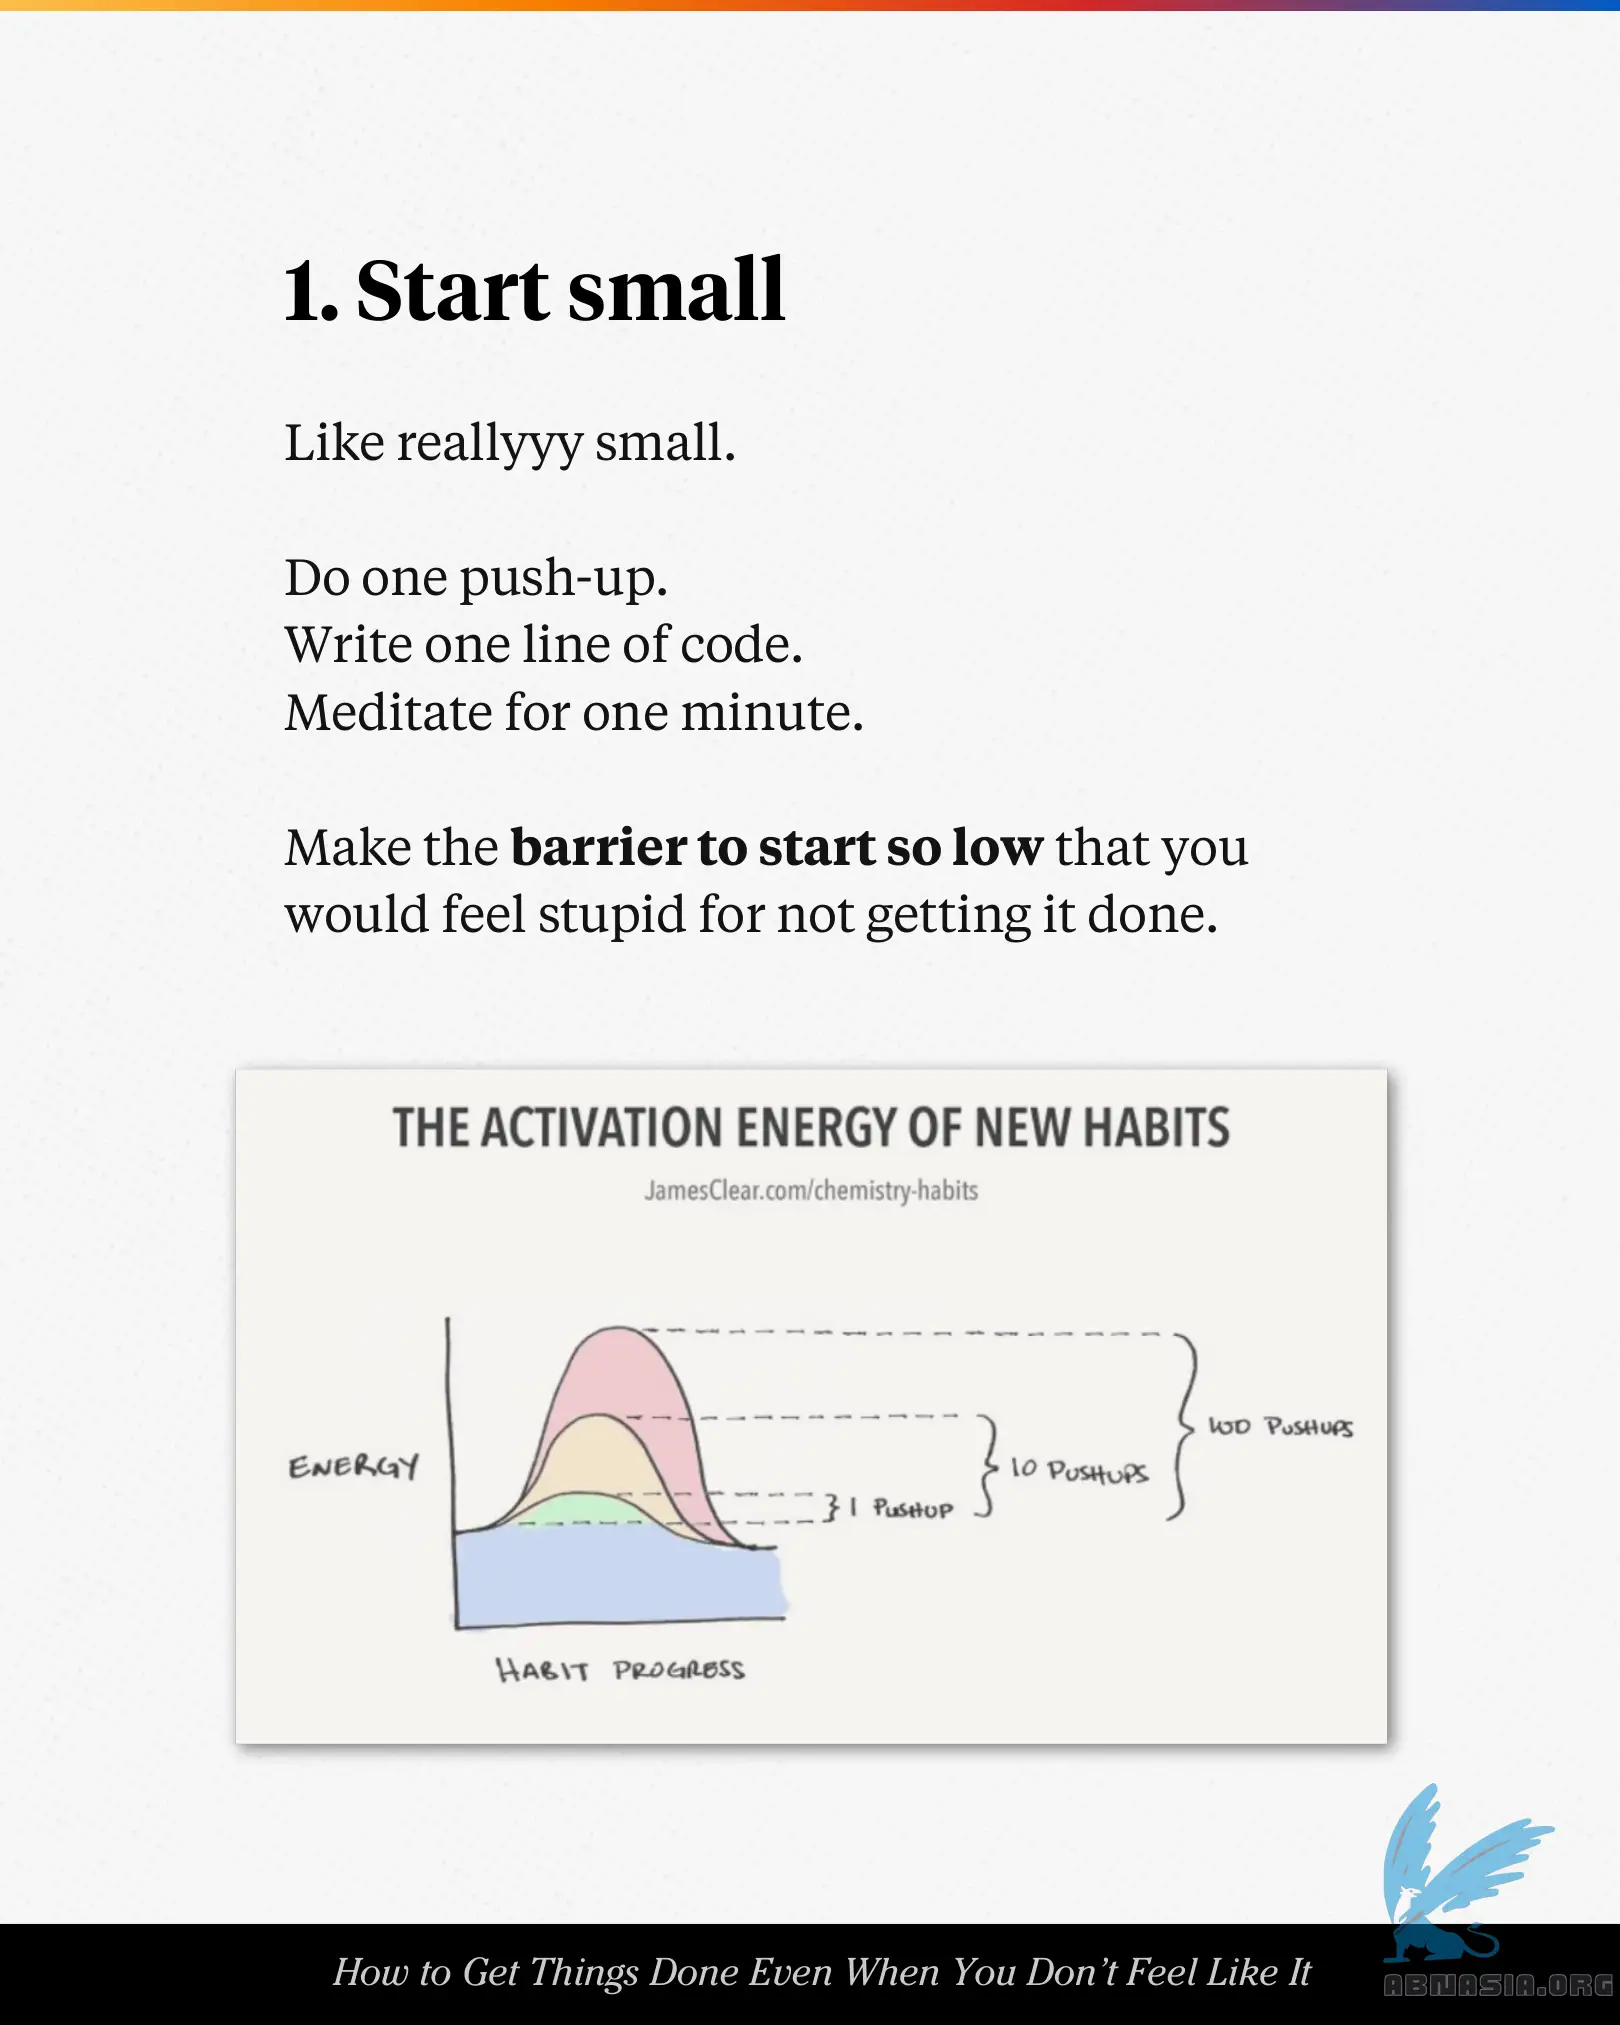 1. Start small
Like reallyyy small.
Do one push-up.
Write one line of code.
Meditate for one minute.
Make the barrier to start so low that you
would feel stupid for not getting it done.
THE ACTIVATION ENERGY OF NEW HABITS
JamesClear.com/chemistry-habits
ENERGY
100 PUSHUPS
10 PUSHUPS
1 PUSHUP
HABIT PROGRESS
How to Get Things Done Even When You Don’t Feel Like It
ABNASIA.ORG